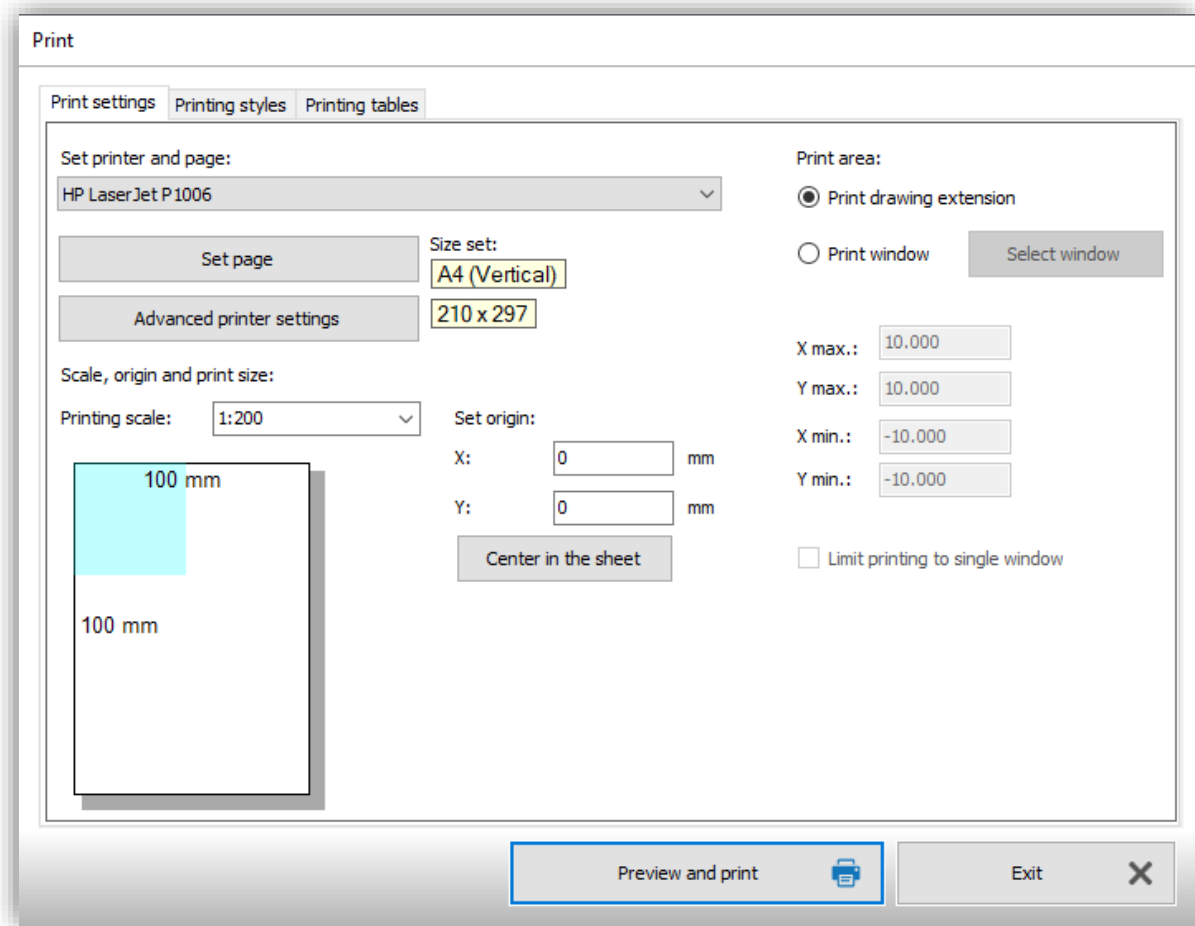 Print
Print settings Printing styles Printing tables
Set printer and page:
HP LaserJet P1006
Set page
Size set:
A4 (Vertical)
Advanced printer settings
210 x 297
Scale, origin and print size:
Printing scale: 1:200
Set origin:
X: 0 mm
Y: 0 mm
Center in the sheet
100 mm
100 mm
Print area:
Print drawing extension
Print window Select window
X max.: 10.000
Y max.: 10.000
X min.: -10.000
Y min.: -10.000
Limit printing to single window
Preview and print
Exit